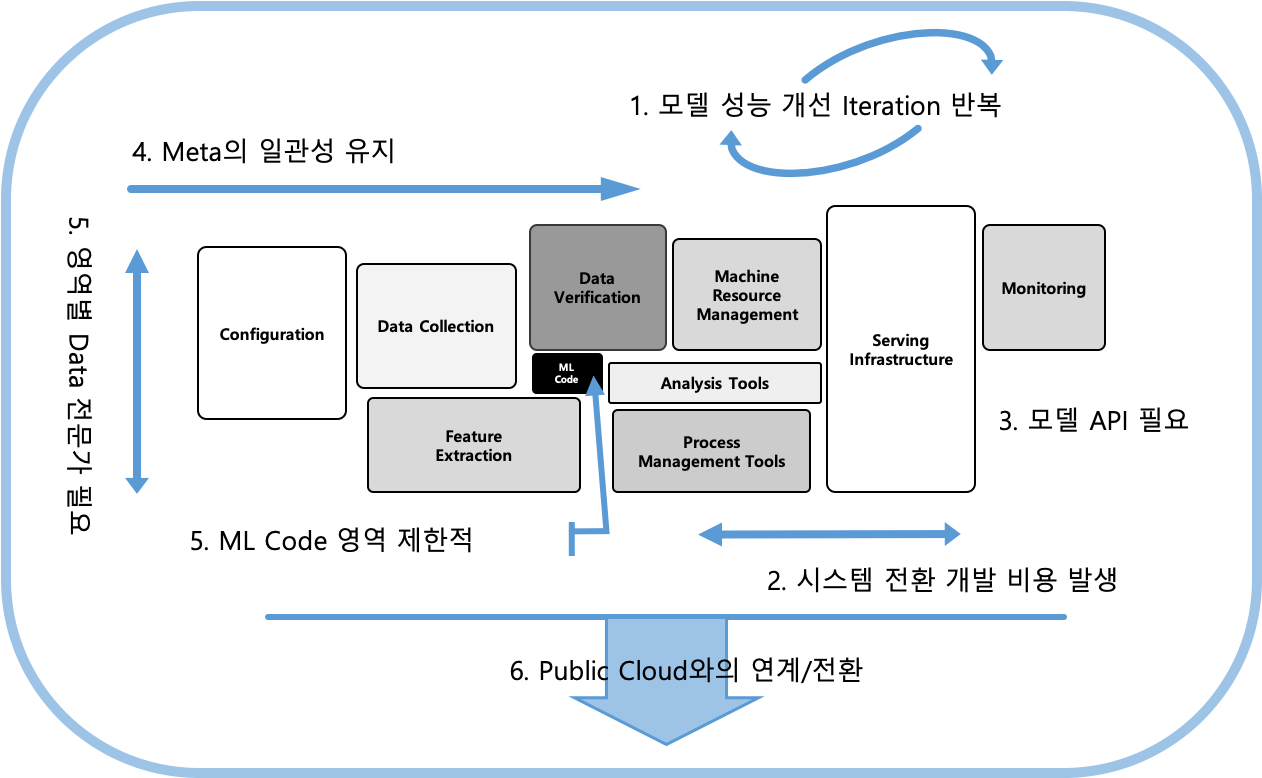 1. 모델 성능 개선 Iteration 반복
4. Meta의 일관성 유지
5. 영역별 Data 전문가 필요
Configuration
Data Collection
Data
Verification
Machine
Resource
Management
Serving
Infrastructure
Monitoring
ML
Code
Analysis Tools
Feature
Extraction
Process
Management Tools
3. 모델 API 필요
5. ML Code 영역 제한적
2. 시스템 전환 개발 비용 발생
6. Public Cloud와의 연계/전환